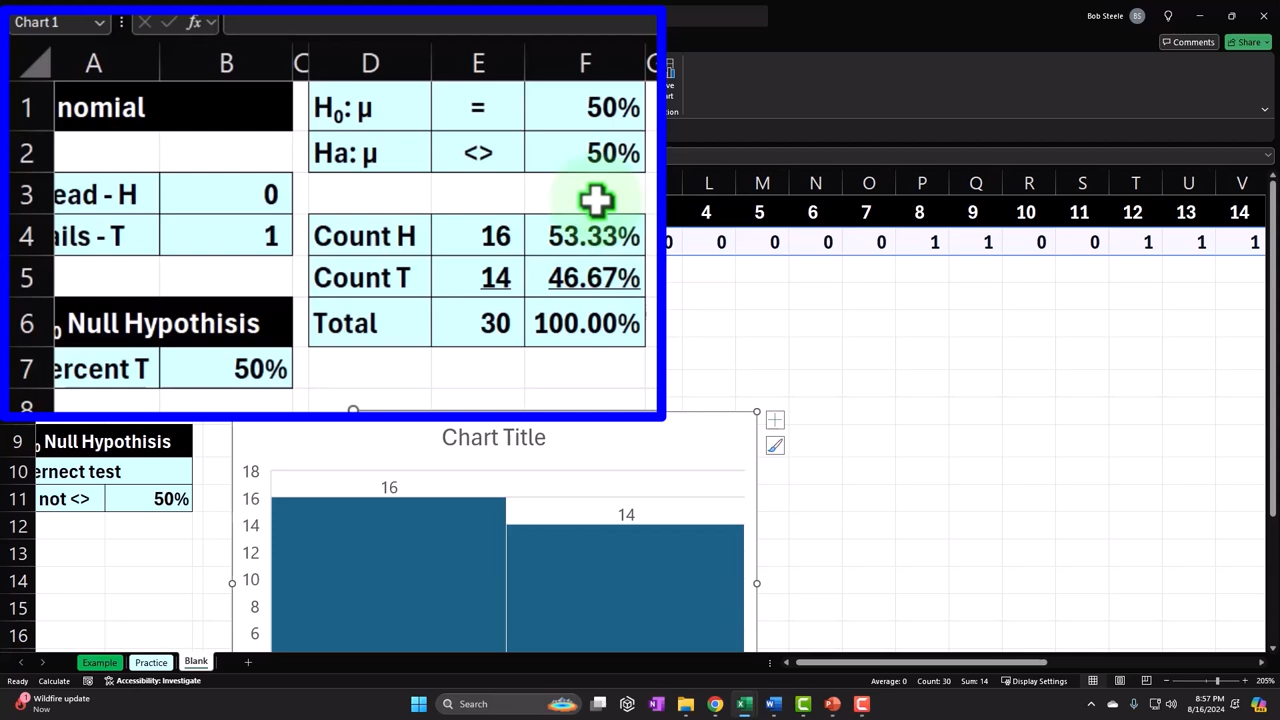 Chart 1
fx
Bob Steele
BS
Comments
Share
A B C D E F G
1 nomial H₀: μ = 50%
2 Ha: μ <> 50%
3 ead - H 0
4 ails - T 1 Count H 16 53.33%
5 Count T 14 46.67%
6 Null Hypothisis Total 30 100.00%
7 ercent T 50%
8
L M N O P Q R S T U V
4 5 6 7 8 9 10 11 12 13 14
0 0 0 0 1 1 0 0 1 1 1
9 Null Hypothisis
10 ernect test
11 not <> 50%
12
13
14
15
16
Chart Title
18
16
14
12
10
8
6
16
14
Example Practice Blank
Ready Calculate Accessibility: Investigate Average: 0 Count: 30 Sum: 14 Display Settings 205%
Wildfire update
Now
Search
8:57 PM
8/16/2024